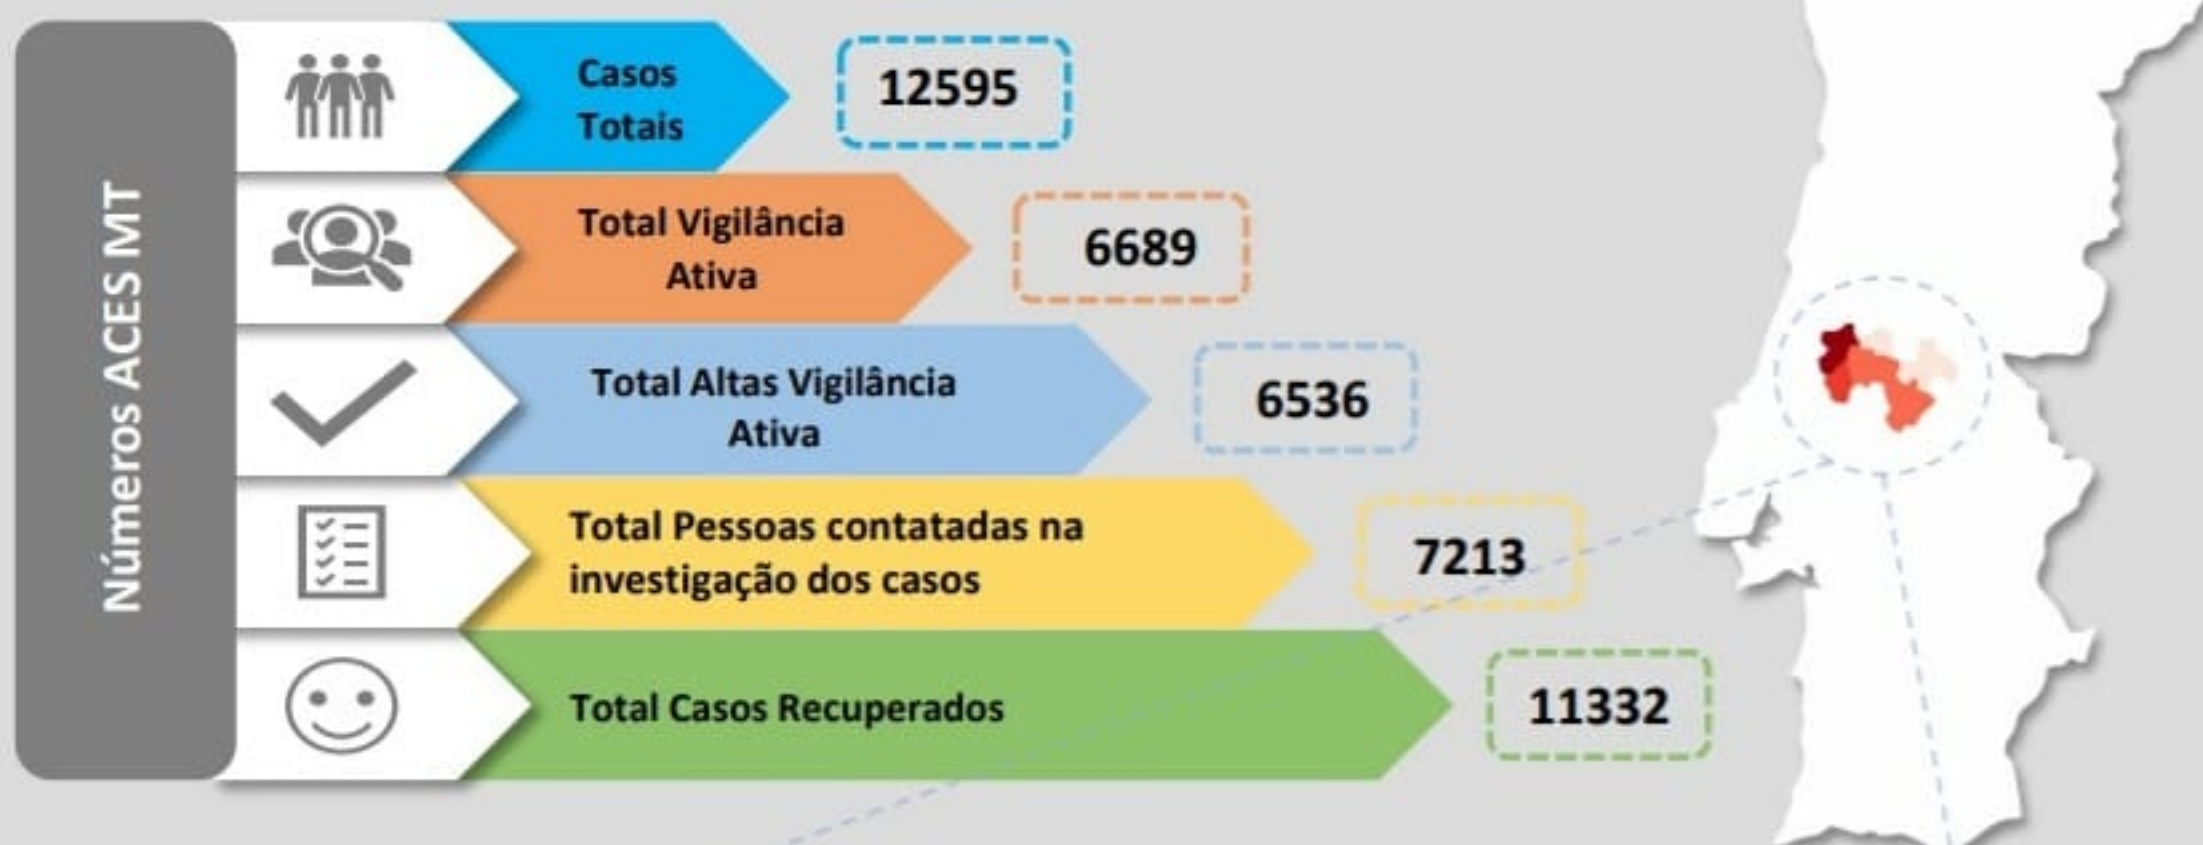 Números ACES MT
Casos
Totais
12595
Total Vigilância
Ativa
6689
Total Altas Vigilância
Ativa
6536
Total Pessoas contatadas na
investigação dos casos
7213
Total Casos Recuperados
11332